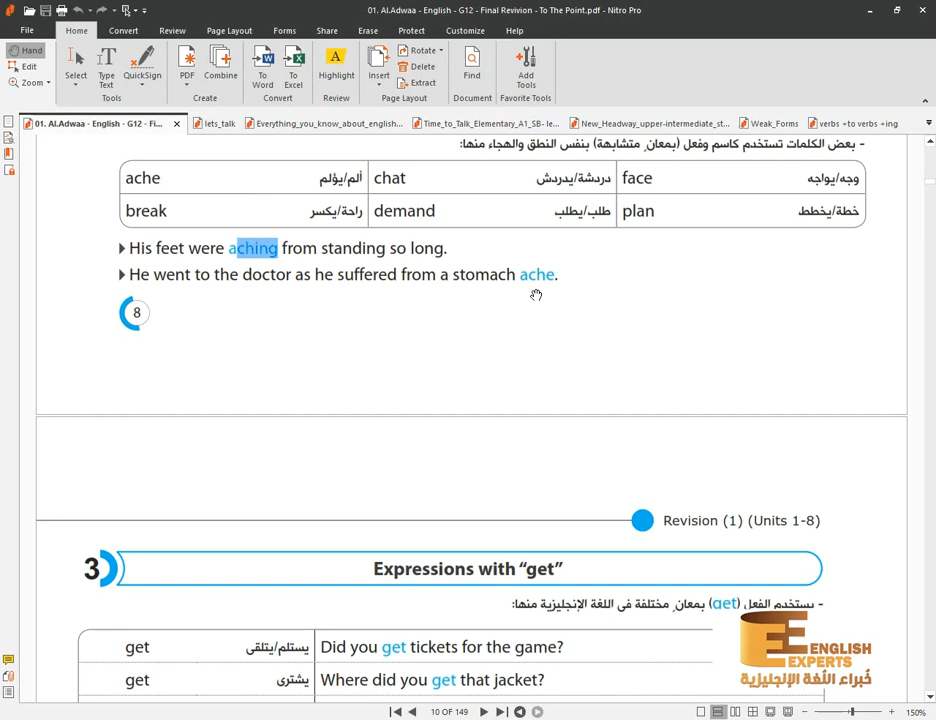 01. Al.Adwaa - English - G12 - Final Revivion - To The Point.pdf - Nitro Pro
File Home Convert Review Page Layout Forms Share Erase Protect Customize Help
Hand
Edit
Zoom
Select
Type Text
QuickSign
Tools
PDF
Combine
Create
To Word
To Excel
Convert
Highlight
Review
Insert
Rotate
Delete
Extract
Page Layout
Find
Document
Add Tools
Favorite Tools
01. Al.Adwaa - English - G12 - Fi... lets_talk Everything_you_know_about_english... Time_to_Talk_Elementary_A1_SB- le... New_Headway_upper-intermediate_st... Weak_Forms verbs ÷to verbs ÷ing
- بعض الكلمات تستخدم كاسم وفعل (بمعانٍ متشابهة) بنفس النطق والهجاء منها:
ache ألم/يؤلم chat دردشة/يدردش face وجه/يواجه
break راحة/يكسر demand طلب/يطلب plan خطة/يخطط
His feet were aching from standing so long.
He went to the doctor as he suffered from a stomach ache.
8
Revision (1) (Units 1-8)
3 Expressions with “get”
- يستخدم الفعل (get) بمعانٍ مختلفة فى اللغة الإنجليزية منها:
get يستلم/يتلقى Did you get tickets for the game?
get يشترى Where did you get that jacket?
ENGLISH
EXPERTS
خُبراء اللُغة الإنجليزية
10 OF 149
150%